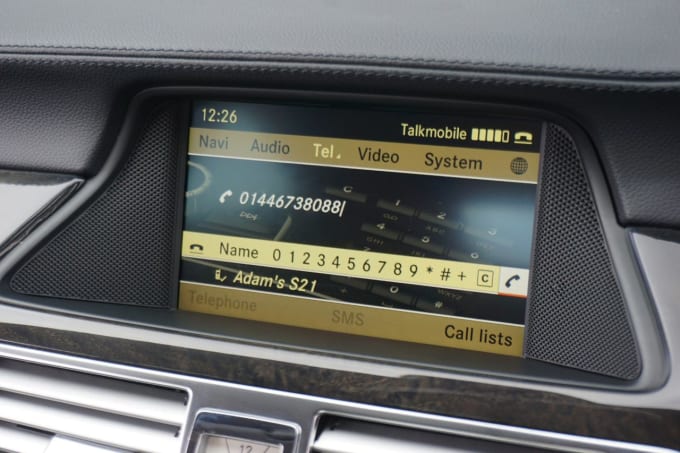 12:26
Talkmobile
Navi Audio Tel Video System
01446738088
Name 0 1 2 3 4 5 6 7 8 9 * # + C
Adam's S21
Telephone SMS Call lists
12